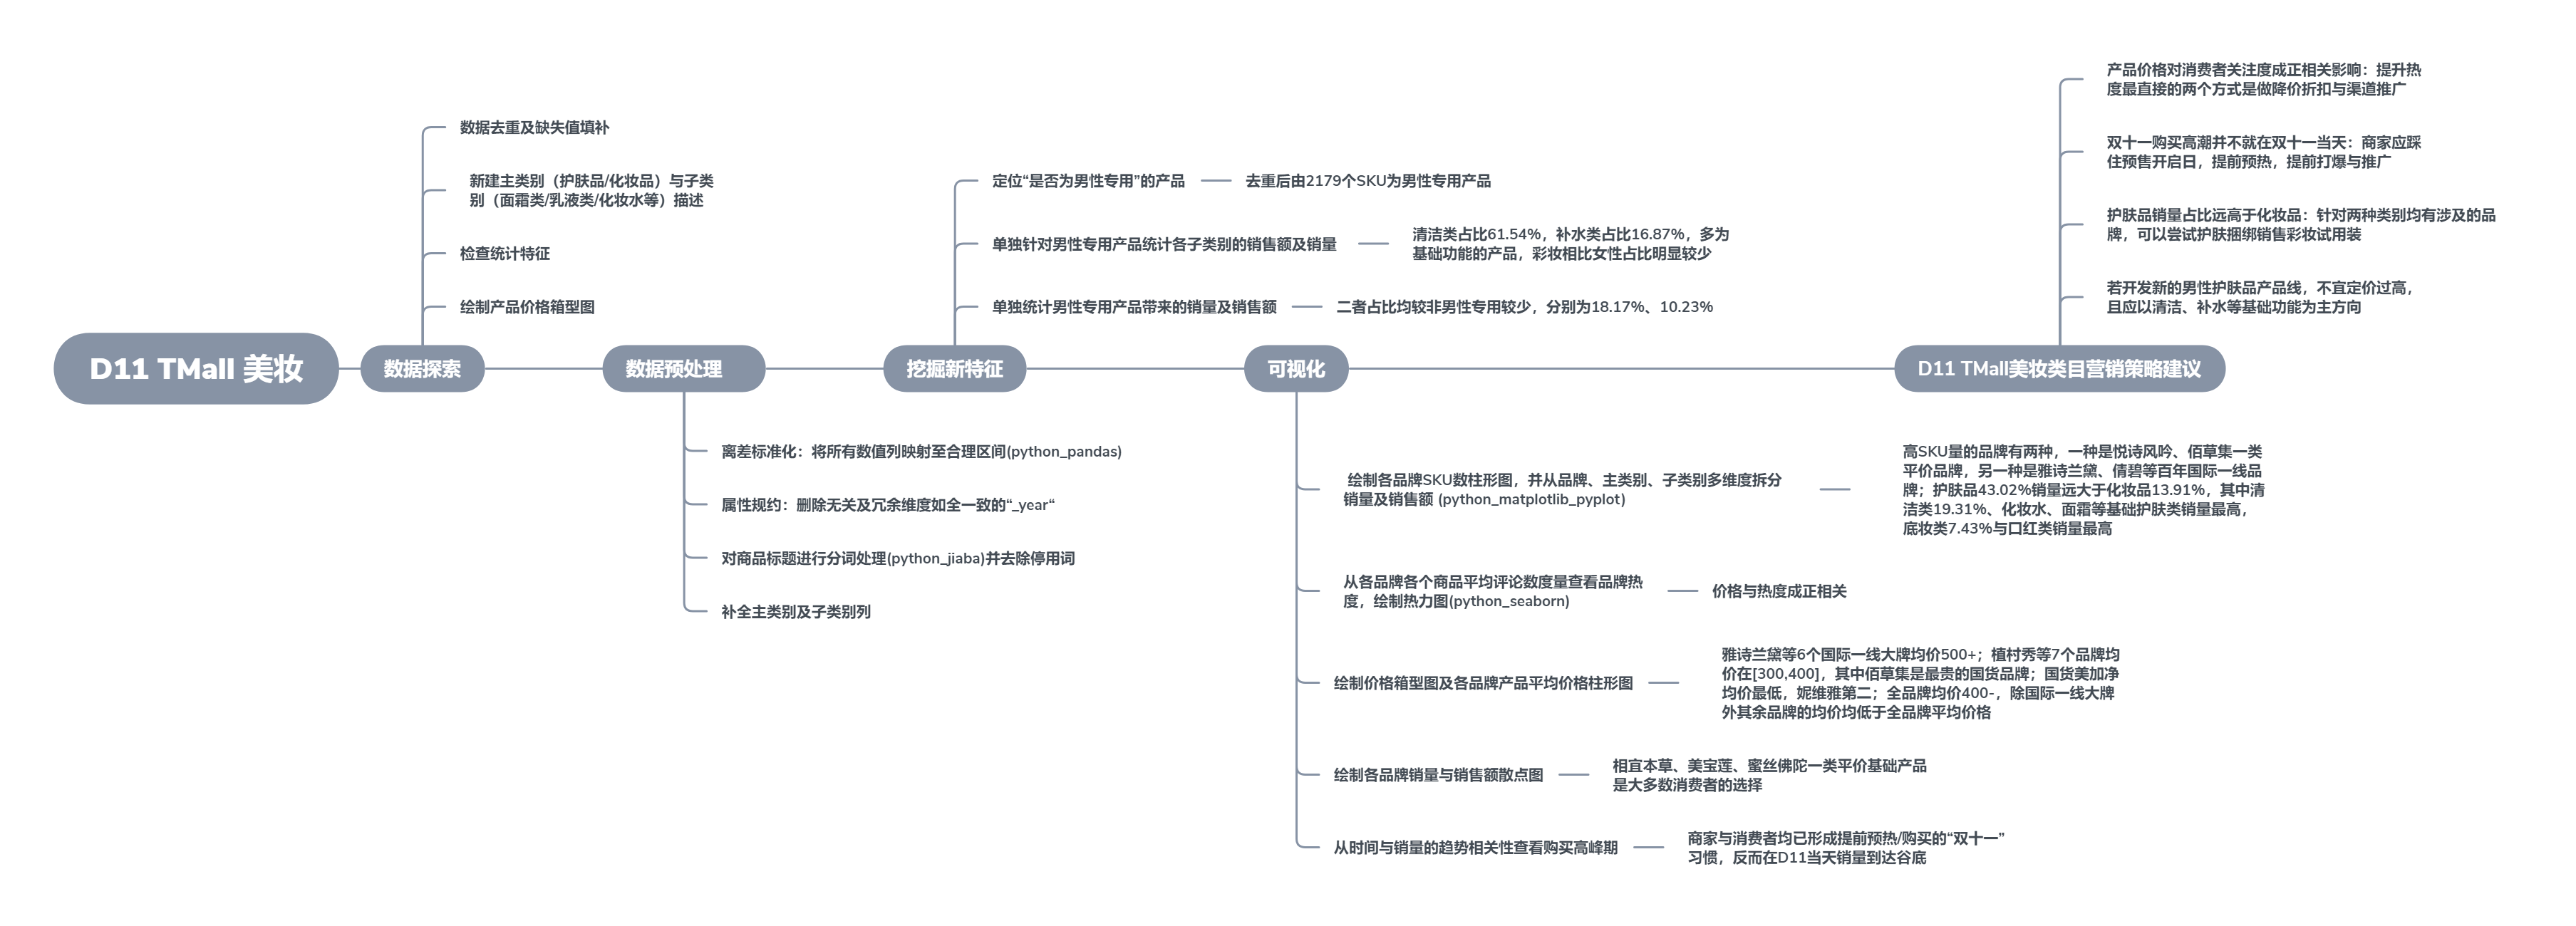 D11 TMall 美妆
数据探索
数据去重及缺失值填补
新建主类别（护肤品/化妆品）与子类
别（面霜类/乳液类/化妆水等）描述
检查统计特征
绘制产品价格箱型图
数据预处理
离差标准化：将所有数值列映射至合理区间(python_pandas)
属性规约：删除无关及冗余维度如全一致的“_year“
对商品标题进行分词处理(python_jiaba)并去除停用词
补全主类别及子类别列
挖掘新特征
定位“是否为男性专用”的产品
去重后由2179个SKU为男性专用产品
单独针对男性专用产品统计各子类别的销售额及销量
清洁类占比61.54%，补水类占比16.87%，多为
基础功能的产品，彩妆相比女性占比明显较少
单独统计男性专用产品带来的销量及销售额
二者占比均较非男性专用较少，分别为18.17%、10.23%
可视化
绘制各品牌SKU数柱形图，并从品牌、主类别、子类别多维度拆分
销量及销售额 (python_matplotlib_pyplot)
高SKU量的品牌有两种，一种是悦诗风吟、佰草集一类
平价品牌，另一种是雅诗兰黛、倩碧等百年国际一线品
牌；护肤品43.02%销量远大于化妆品13.91%，其中清
洁类19.31%、化妆水、面霜等基础护肤类销量最高，
底妆类7.43%与口红类销量最高
从各品牌各个商品平均评论数度量查看品牌热
度，绘制热力图(python_seaborn)
价格与热度成正相关
绘制价格箱型图及各品牌产品平均价格柱形图
雅诗兰黛等6个国际一线大牌均价500+；植村秀等7个品牌均
价在[300,400]，其中佰草集是最贵的国货品牌；国货美加净
均价最低，妮维雅第二；全品牌均价400-，除国际一线大牌
外其余品牌的均价均低于全品牌平均价格
绘制各品牌销量与销售额散点图
相宜本草、美宝莲、蜜丝佛陀一类平价基础产品
是大多数消费者的选择
从时间与销量的趋势相关性查看购买高峰期
商家与消费者均已形成提前预热/购买的“双十一”
习惯，反而在D11当天销量到达谷底
D11 TMall美妆类目营销策略建议
产品价格对消费者关注度成正相关影响：提升热
度最直接的两个方式是做降价折扣与渠道推广
双十一购买高潮并不就在双十一当天：商家应踩
住预售开启日，提前预热，提前打爆与推广
护肤品销量占比远高于化妆品：针对两种类别均有涉及的品
牌，可以尝试护肤捆绑销售彩妆试用装
若开发新的男性护肤品产品线，不宜定价过高，
且应以清洁、补水等基础功能为主方向